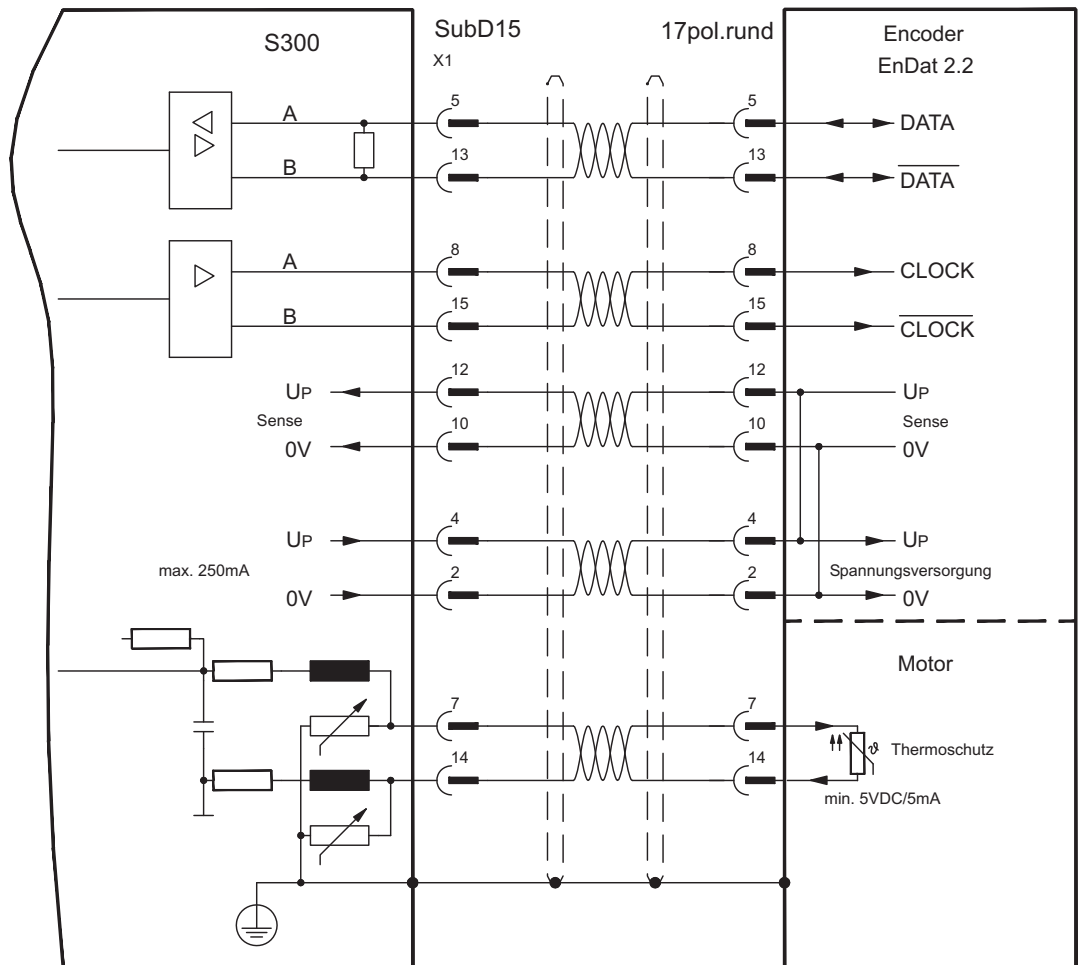 S300
SubD15
X1
17pol.rund
Encoder
EnDat 2.2
A
5
5
DATA
B
13
13
DATA
A
8
8
CLOCK
B
15
15
CLOCK
UP
12
12
UP
Sense
Sense
0V
10
10
0V
UP
4
4
UP
max. 250mA
Spannungsversorgung
0V
2
2
0V
Motor
7
7
ϑ Thermoschutz
14
14
min. 5VDC/5mA